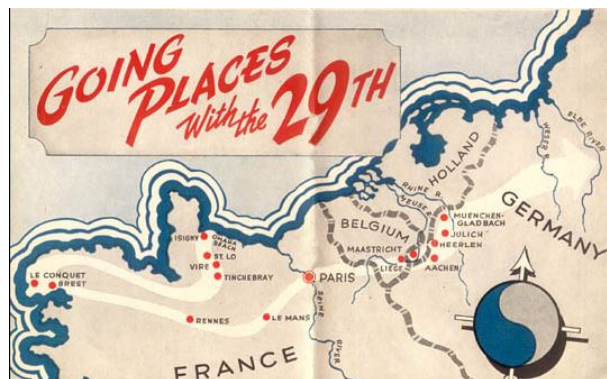 GOING
PLACES
With the
29TH
ELBE RIVER
WESER R.
HOLLAND
RHINE R.
MEUSE R.
GERMANY
MUENCHEN-
GLADBACH
BELGIUM
JULICH
HEERLEN
MAASTRICHT
LIEGE
AACHEN
ISIGNY
OMAHA
BEACH
ST. LO
VIRE
TINCHEBRAY
PARIS
LE CONQUET
BREST
SEINE
RIVER
RENNES
LE MANS
FRANCE